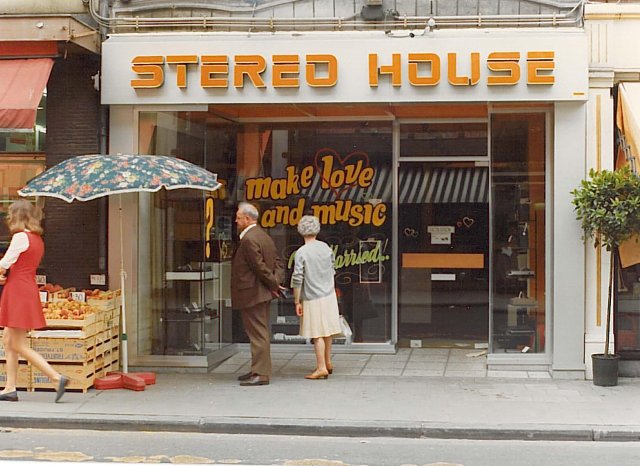 STEREO HOUSE
make love
and music
?